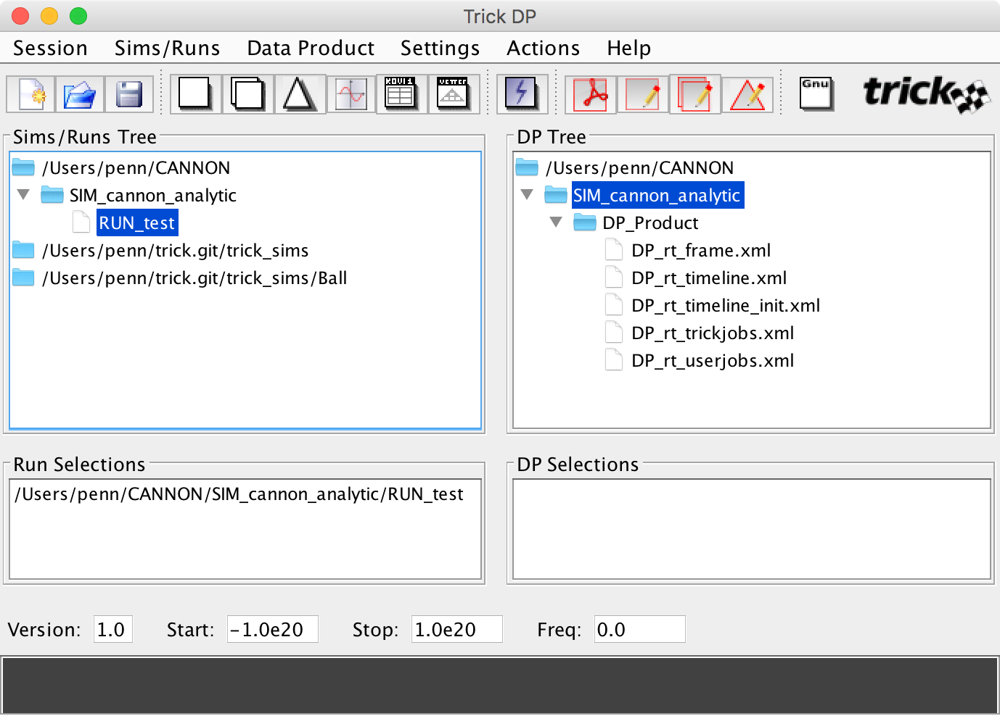 Trick DP
Session Sims/Runs Data Product Settings Actions Help
Gnu
trick
Sims/Runs Tree
/Users/penn/CANNON
SIM_cannon_analytic
RUN_test
/Users/penn/trick.git/trick_sims
/Users/penn/trick.git/trick_sims/Ball
DP Tree
/Users/penn/CANNON
SIM_cannon_analytic
DP_Product
DP_rt_frame.xml
DP_rt_timeline.xml
DP_rt_timeline_init.xml
DP_rt_trickjobs.xml
DP_rt_userjobs.xml
Run Selections
/Users/penn/CANNON/SIM_cannon_analytic/RUN_test
DP Selections
Version: 1.0 Start: -1.0e20 Stop: 1.0e20 Freq: 0.0